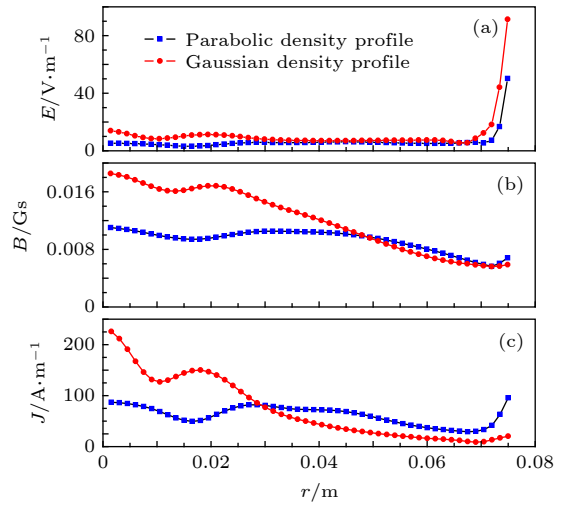 (a)
Parabolic density profile
Gaussian density profile
E/V·m⁻¹
80
40
0
(b)
B/Gs
0.016
0.008
0
(c)
J/A·m⁻¹
200
100
0
0 0.02 0.04 0.06 0.08
r/m